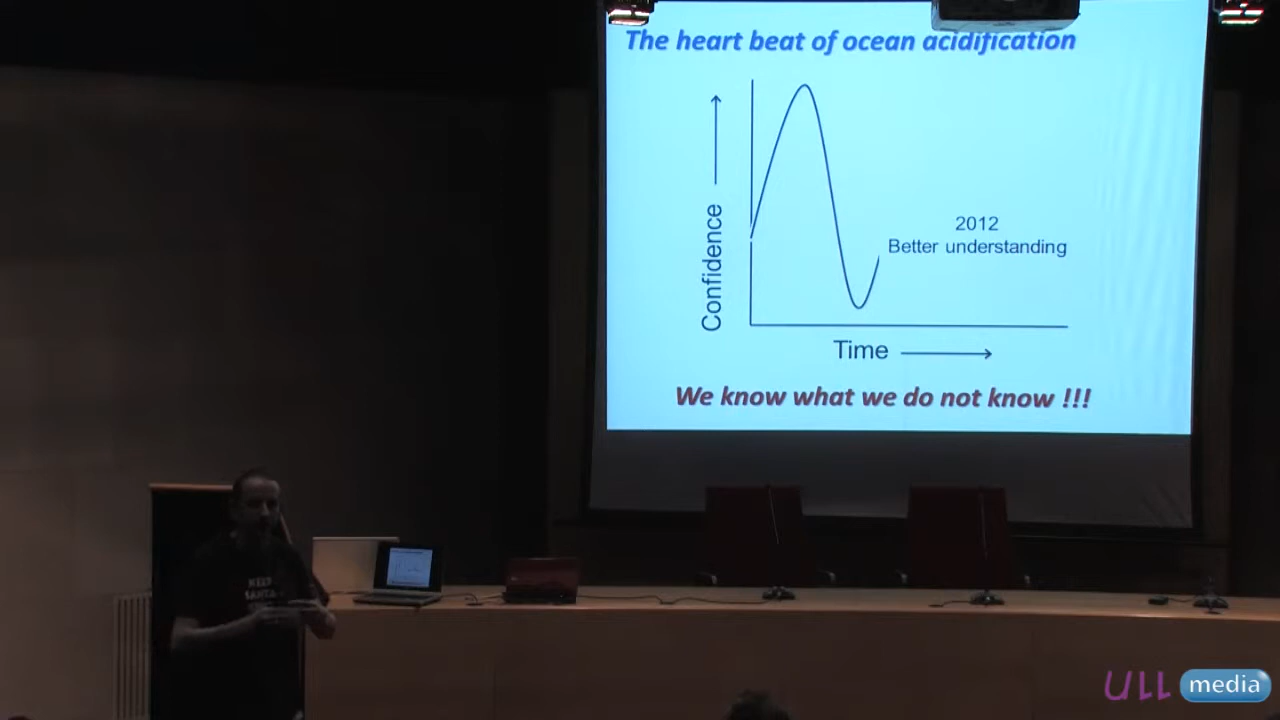 The heart beat of ocean acidification
Confidence
2012
Better understanding
Time
We know what we do not know !!!
KEEP
ULL media